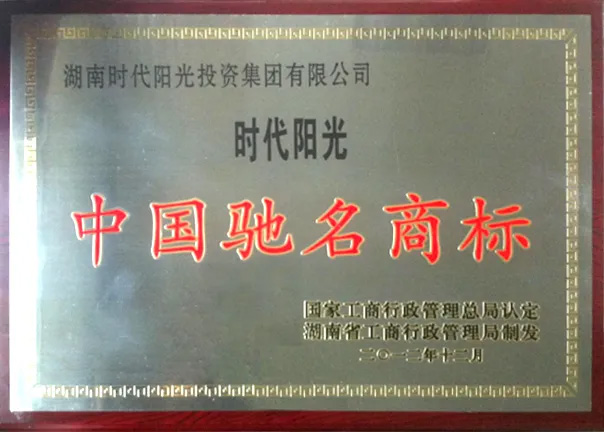 湖南时代阳光投资集团有限公司
时代阳光
中国驰名商标
国家工商行政管理总局认定
湖南省工商行政管理局制发
二〇一二年十二月